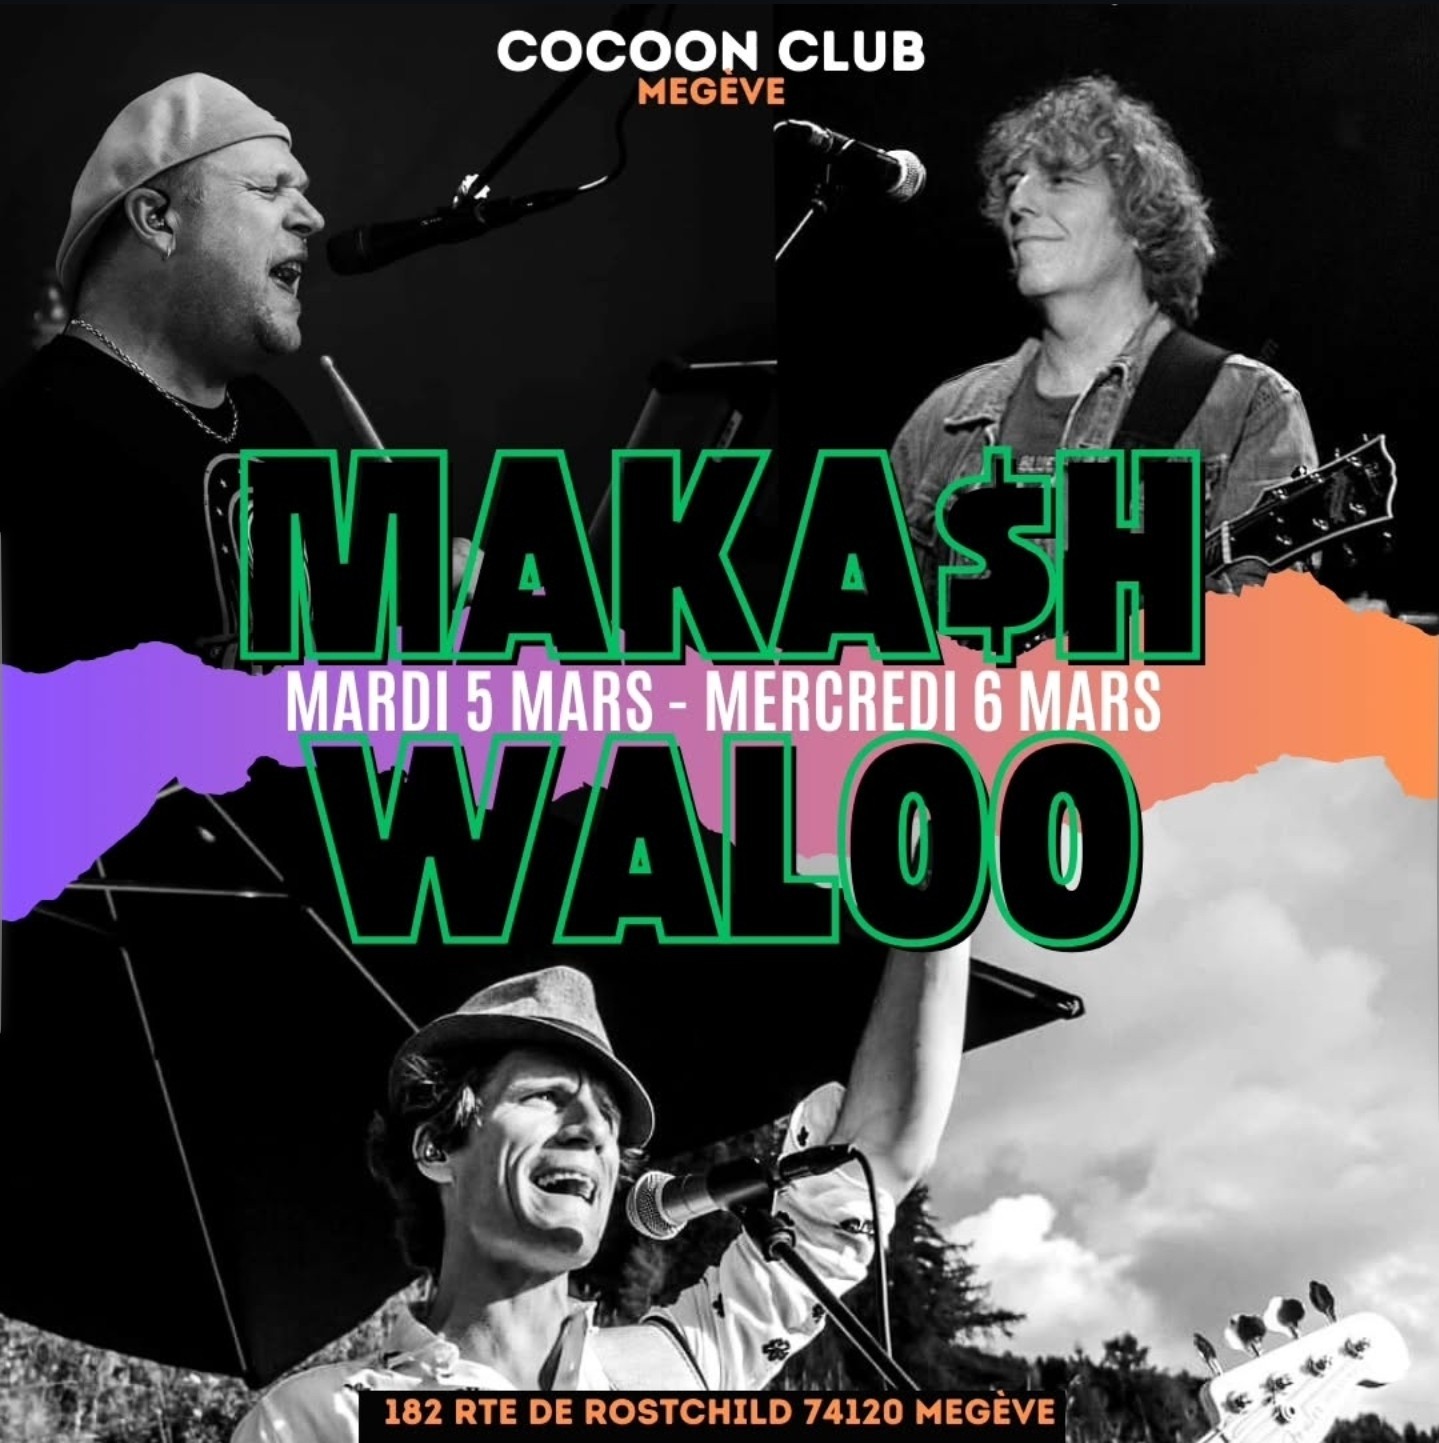 COCOON CLUB
MEGÈVE
MAKA$H
MARDI 5 MARS - MERCREDI 6 MARS
WALOO
182 RTE DE ROSTCHILD 74120 MEGÈVE